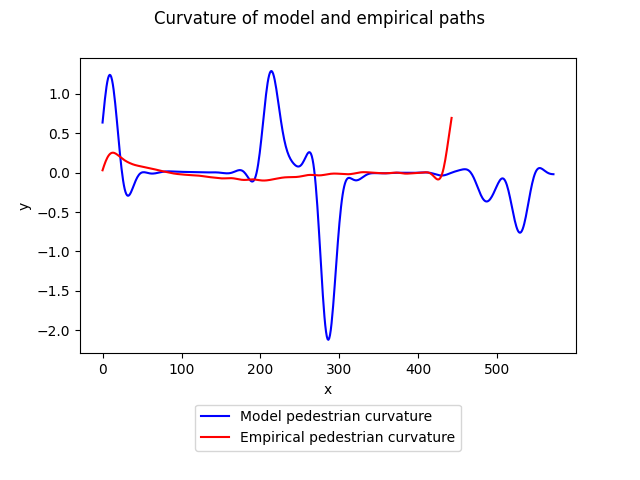 Curvature of model and empirical paths
1.0
0.5
0.0
−0.5
−1.0
−1.5
−2.0
y
0 100 200 300 400 500
x
Model pedestrian curvature
Empirical pedestrian curvature